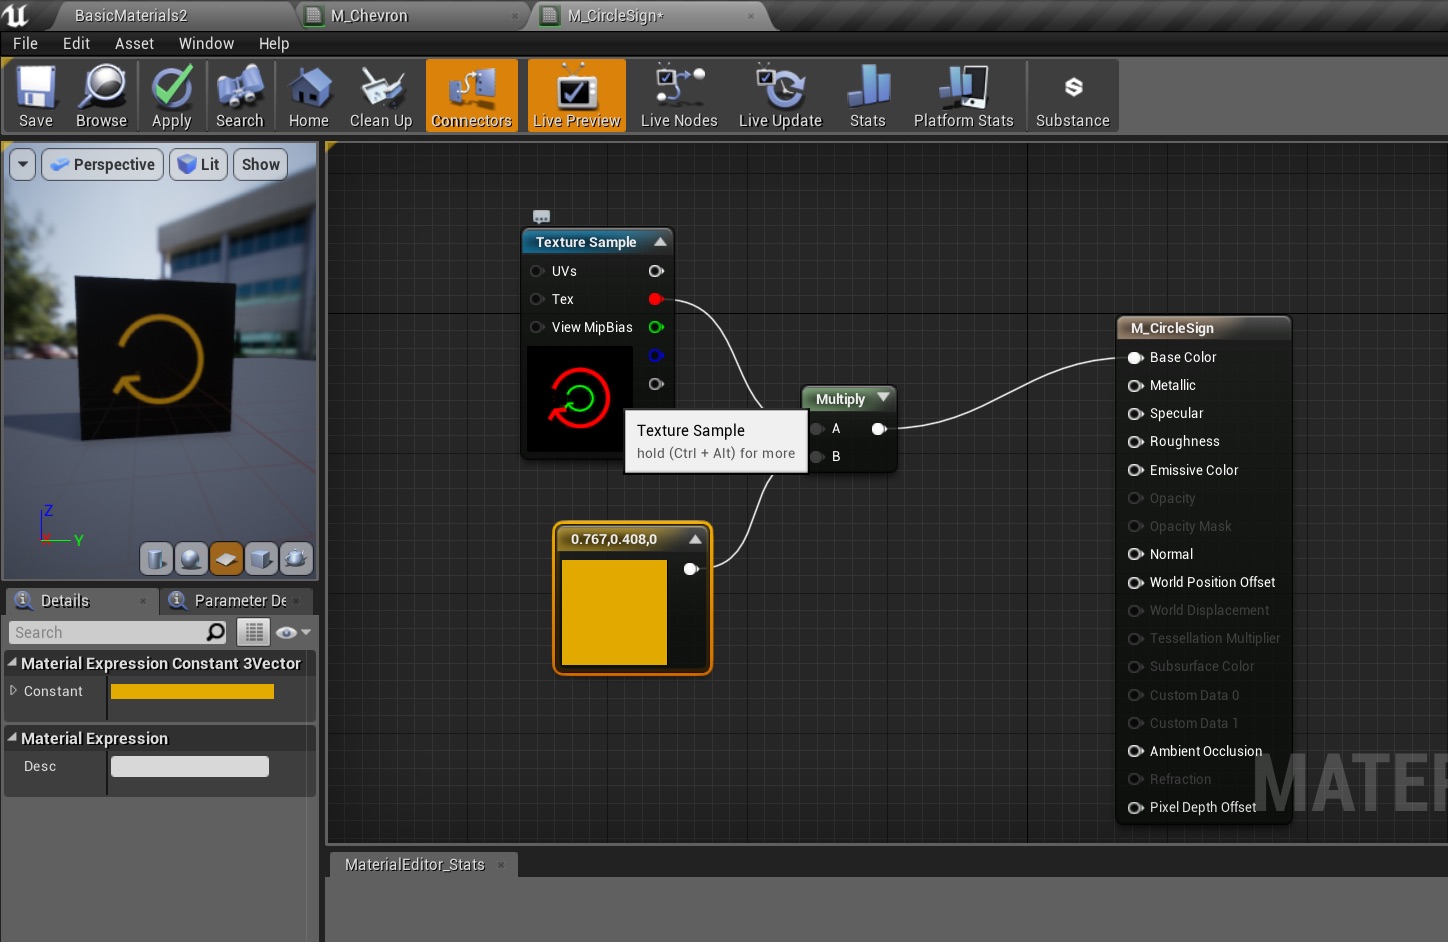 BasicMaterials2
M_Chevron
M_CircleSign*
File Edit Asset Window Help
Save Browse Apply Search Home Clean Up Connectors Live Preview Live Nodes Live Update Stats Platform Stats Substance
Perspective Lit Show
Z
Y
Details
Parameter De
Search
Material Expression Constant 3Vector
Constant
Material Expression
Desc
Texture Sample
UVs
Tex
View MipBias
Texture Sample
hold (Ctrl + Alt) for more
Multiply
A
B
0.767,0.408,0
M_CircleSign
Base Color
Metallic
Specular
Roughness
Emissive Color
Opacity
Opacity Mask
Normal
World Position Offset
World Displacement
Tessellation Multiplier
Subsurface Color
Custom Data 0
Custom Data 1
Ambient Occlusion
Refraction
Pixel Depth Offset
MATER
MaterialEditor_Stats